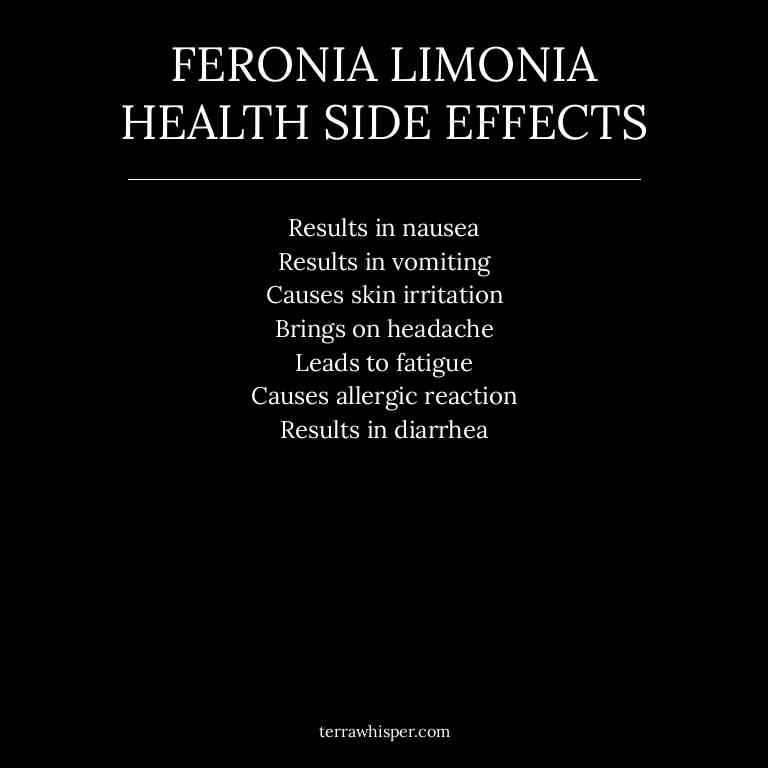 FERONIA LIMONIA
HEALTH SIDE EFFECTS
Results in nausea
Results in vomiting
Causes skin irritation
Brings on headache
Leads to fatigue
Causes allergic reaction
Results in diarrhea
terrawhisper.com